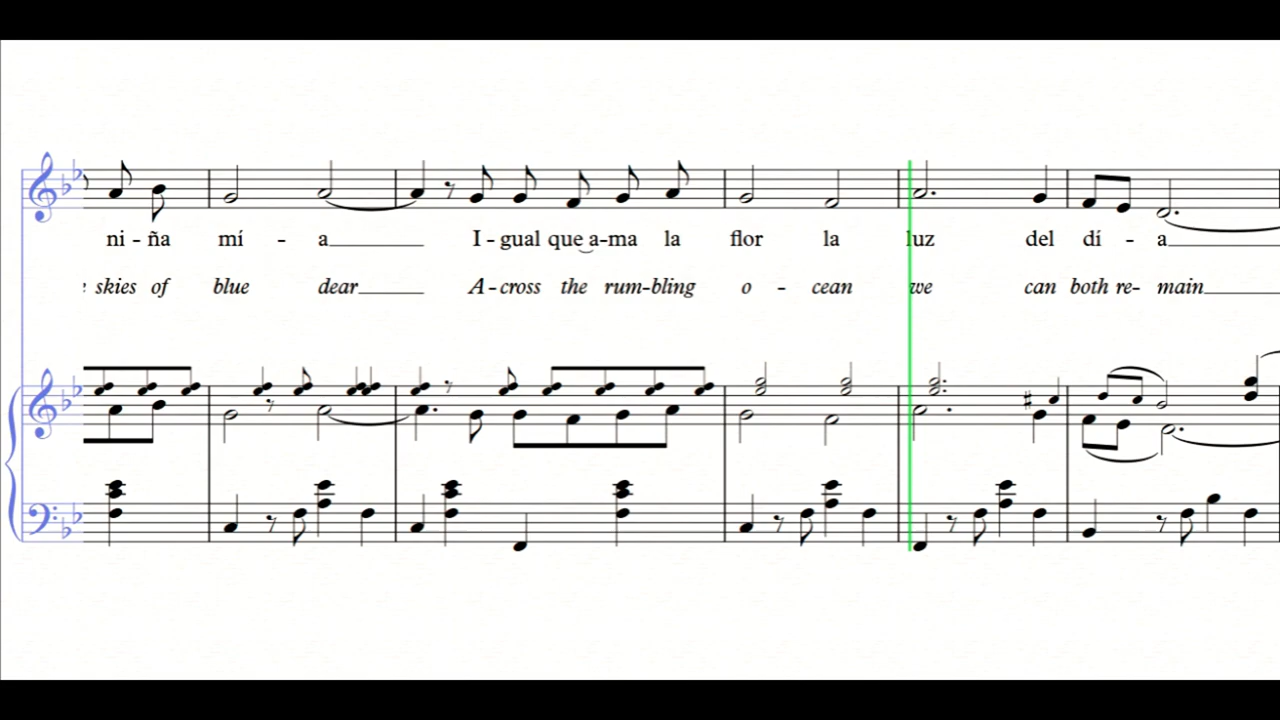 ni - ña mí - a I - gual que a - ma la flor la luz del dí - a
skies of blue dear A - cross the rum - bling o - cean we can both re - main